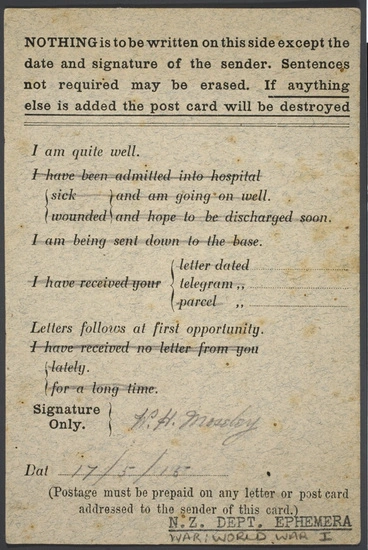 NOTHING is to be written on this side except the
date and signature of the sender. Sentences
not required may be erased. If anything
else is added the post card will be destroyed
I am quite well.
I have been admitted into hospital
sick and am going on well.
wounded and hope to be discharged soon.
I am being sent down to the base.
I have received your
letter dated
telegram ,,
parcel ,,
Letters follows at first opportunity.
I have received no letter from you
lately.
for a long time.
Signature
Only.
H. Moseley
Dat 17/5/15
(Postage must be prepaid on any letter or post card
addressed to the sender of this card.)
N.Z. DEPT. EPHEMERA
WAR: WORLD WAR I